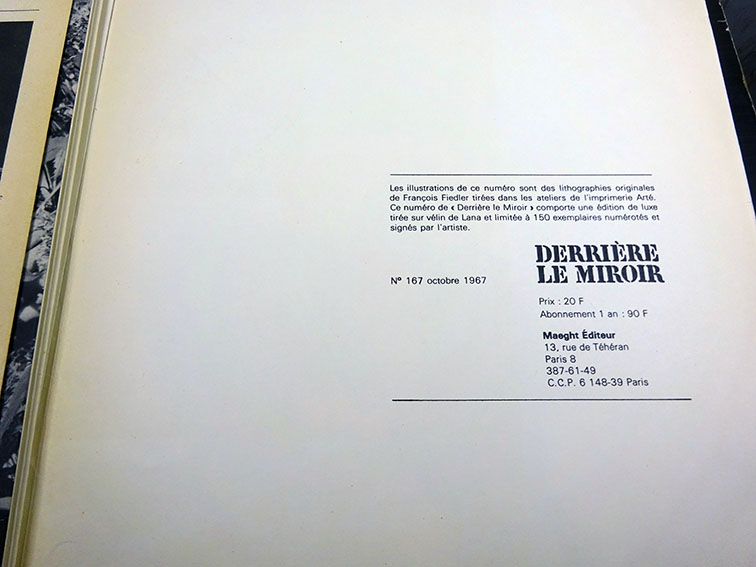 Les illustrations de ce numéro sont des lithographies originales
de François Fiedler tirées dans les ateliers de l'imprimerie Arté.
Ce numéro de « Derrière le Miroir » comporte une édition de luxe
tirée sur vélin de Lana et limitée à 150 exemplaires numérotés et
signés par l'artiste.
DERRIÈRE
LE MIROIR
Nº 167 octobre 1967
Prix : 20 F
Abonnement 1 an : 90 F
Maeght Éditeur
13, rue de Téhéran
Paris 8
387-61-49
C.C.P. 6 148-39 Paris